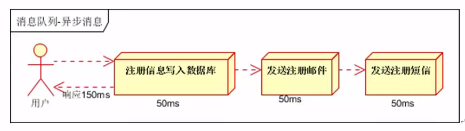 消息队列-异步消息
注册信息写入数据库
发送注册邮件
发送注册短信
用户
响应150ms
50ms
50ms
50ms